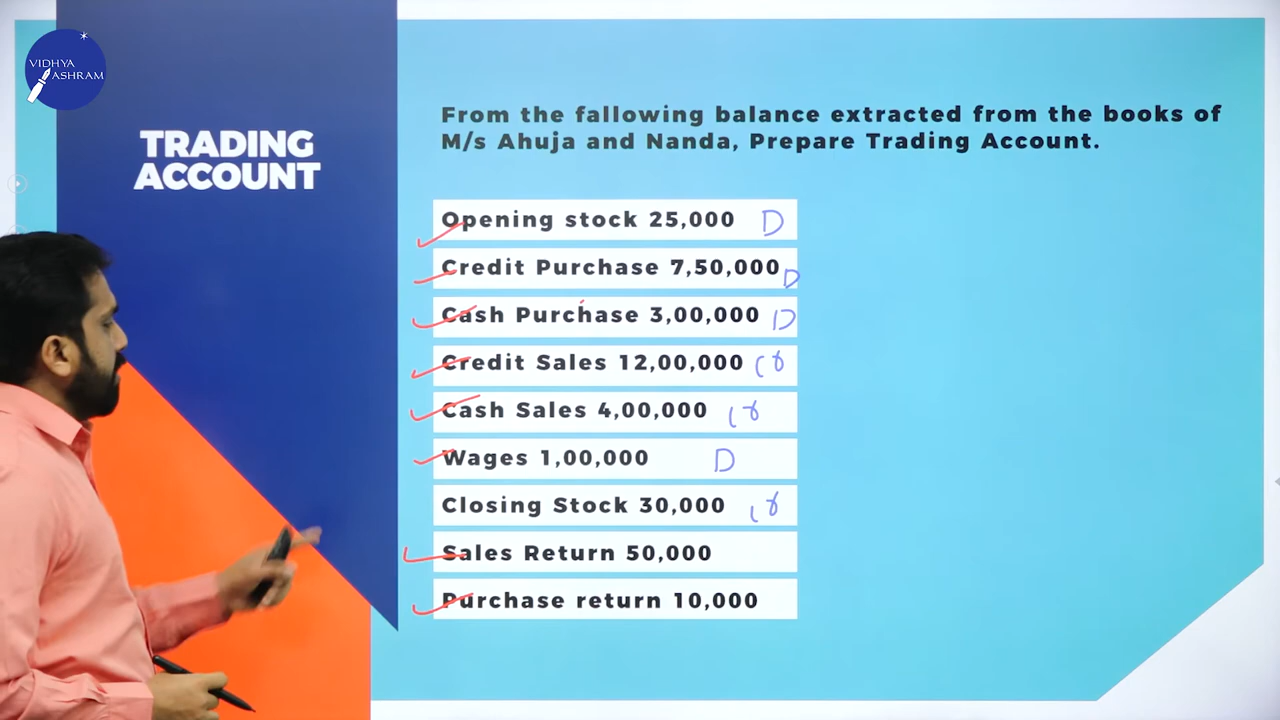 VIDHYA
ASHRAM
TRADING
ACCOUNT
From the fallowing balance extracted from the books of
M/s Ahuja and Nanda, Prepare Trading Account.
Opening stock 25,000 D
Credit Purchase 7,50,000 D
Cash Purchase 3,00,000 D
Credit Sales 12,00,000 Cr
Cash Sales 4,00,000 Cr
Wages 1,00,000 D
Closing Stock 30,000 Cr
Sales Return 50,000
Purchase return 10,000